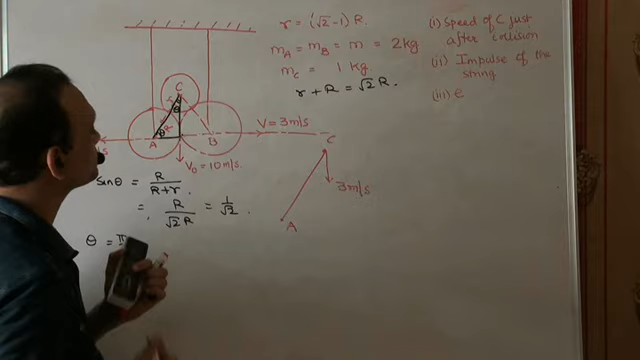 r = (√2-1) R.
m_A = m_B = m = 2 kg
m_C = 1 kg
r + R = √2 R.
(i) Speed of C just
after collision
(ii) Impulse of the
string
(iii) e
C
θ
A
B
V = 3 m/s
V₀ = 10 m/s.
sinθ = R / (R+r)
= R / (√2 R) = 1/√2 .
θ = π
C
3 m/s
A